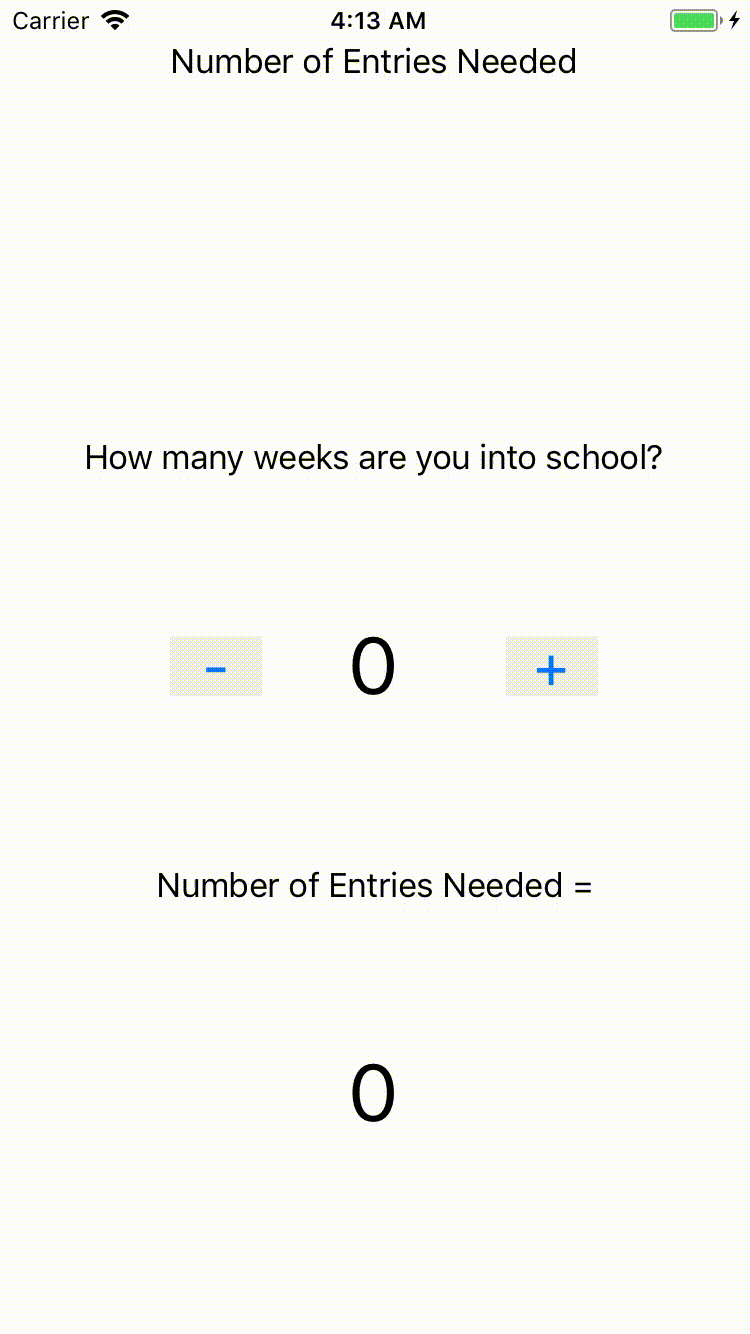 Carrier 4:13 AM
Number of Entries Needed
How many weeks are you into school?
- 0 +
Number of Entries Needed =
0